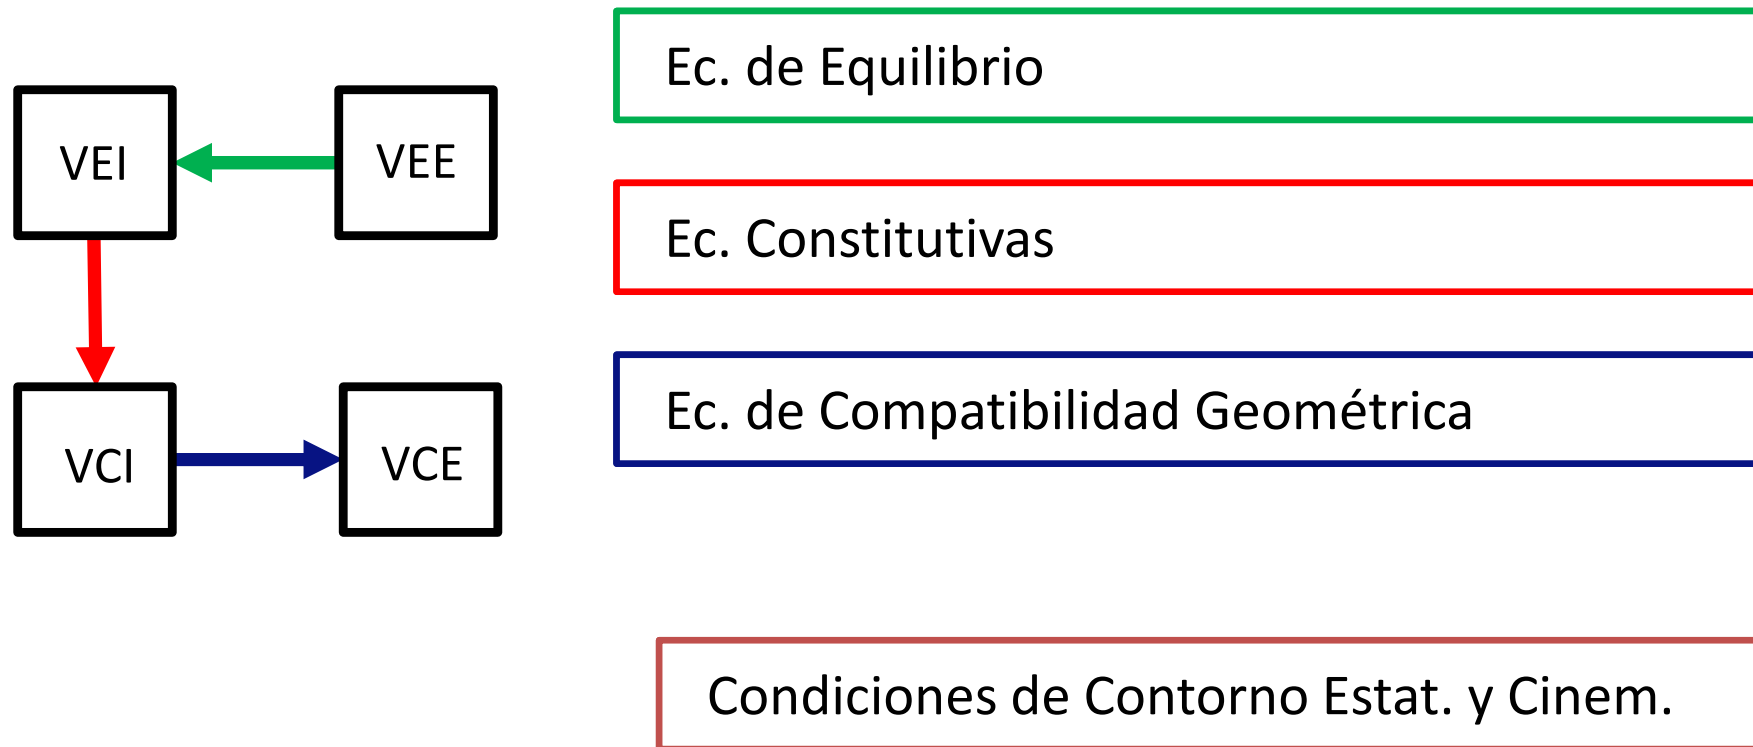 Ec. de Equilibrio
VEI
VEE
Ec. Constitutivas
Ec. de Compatibilidad Geométrica
VCI
VCE
Condiciones de Contorno Estat. y Cinem.